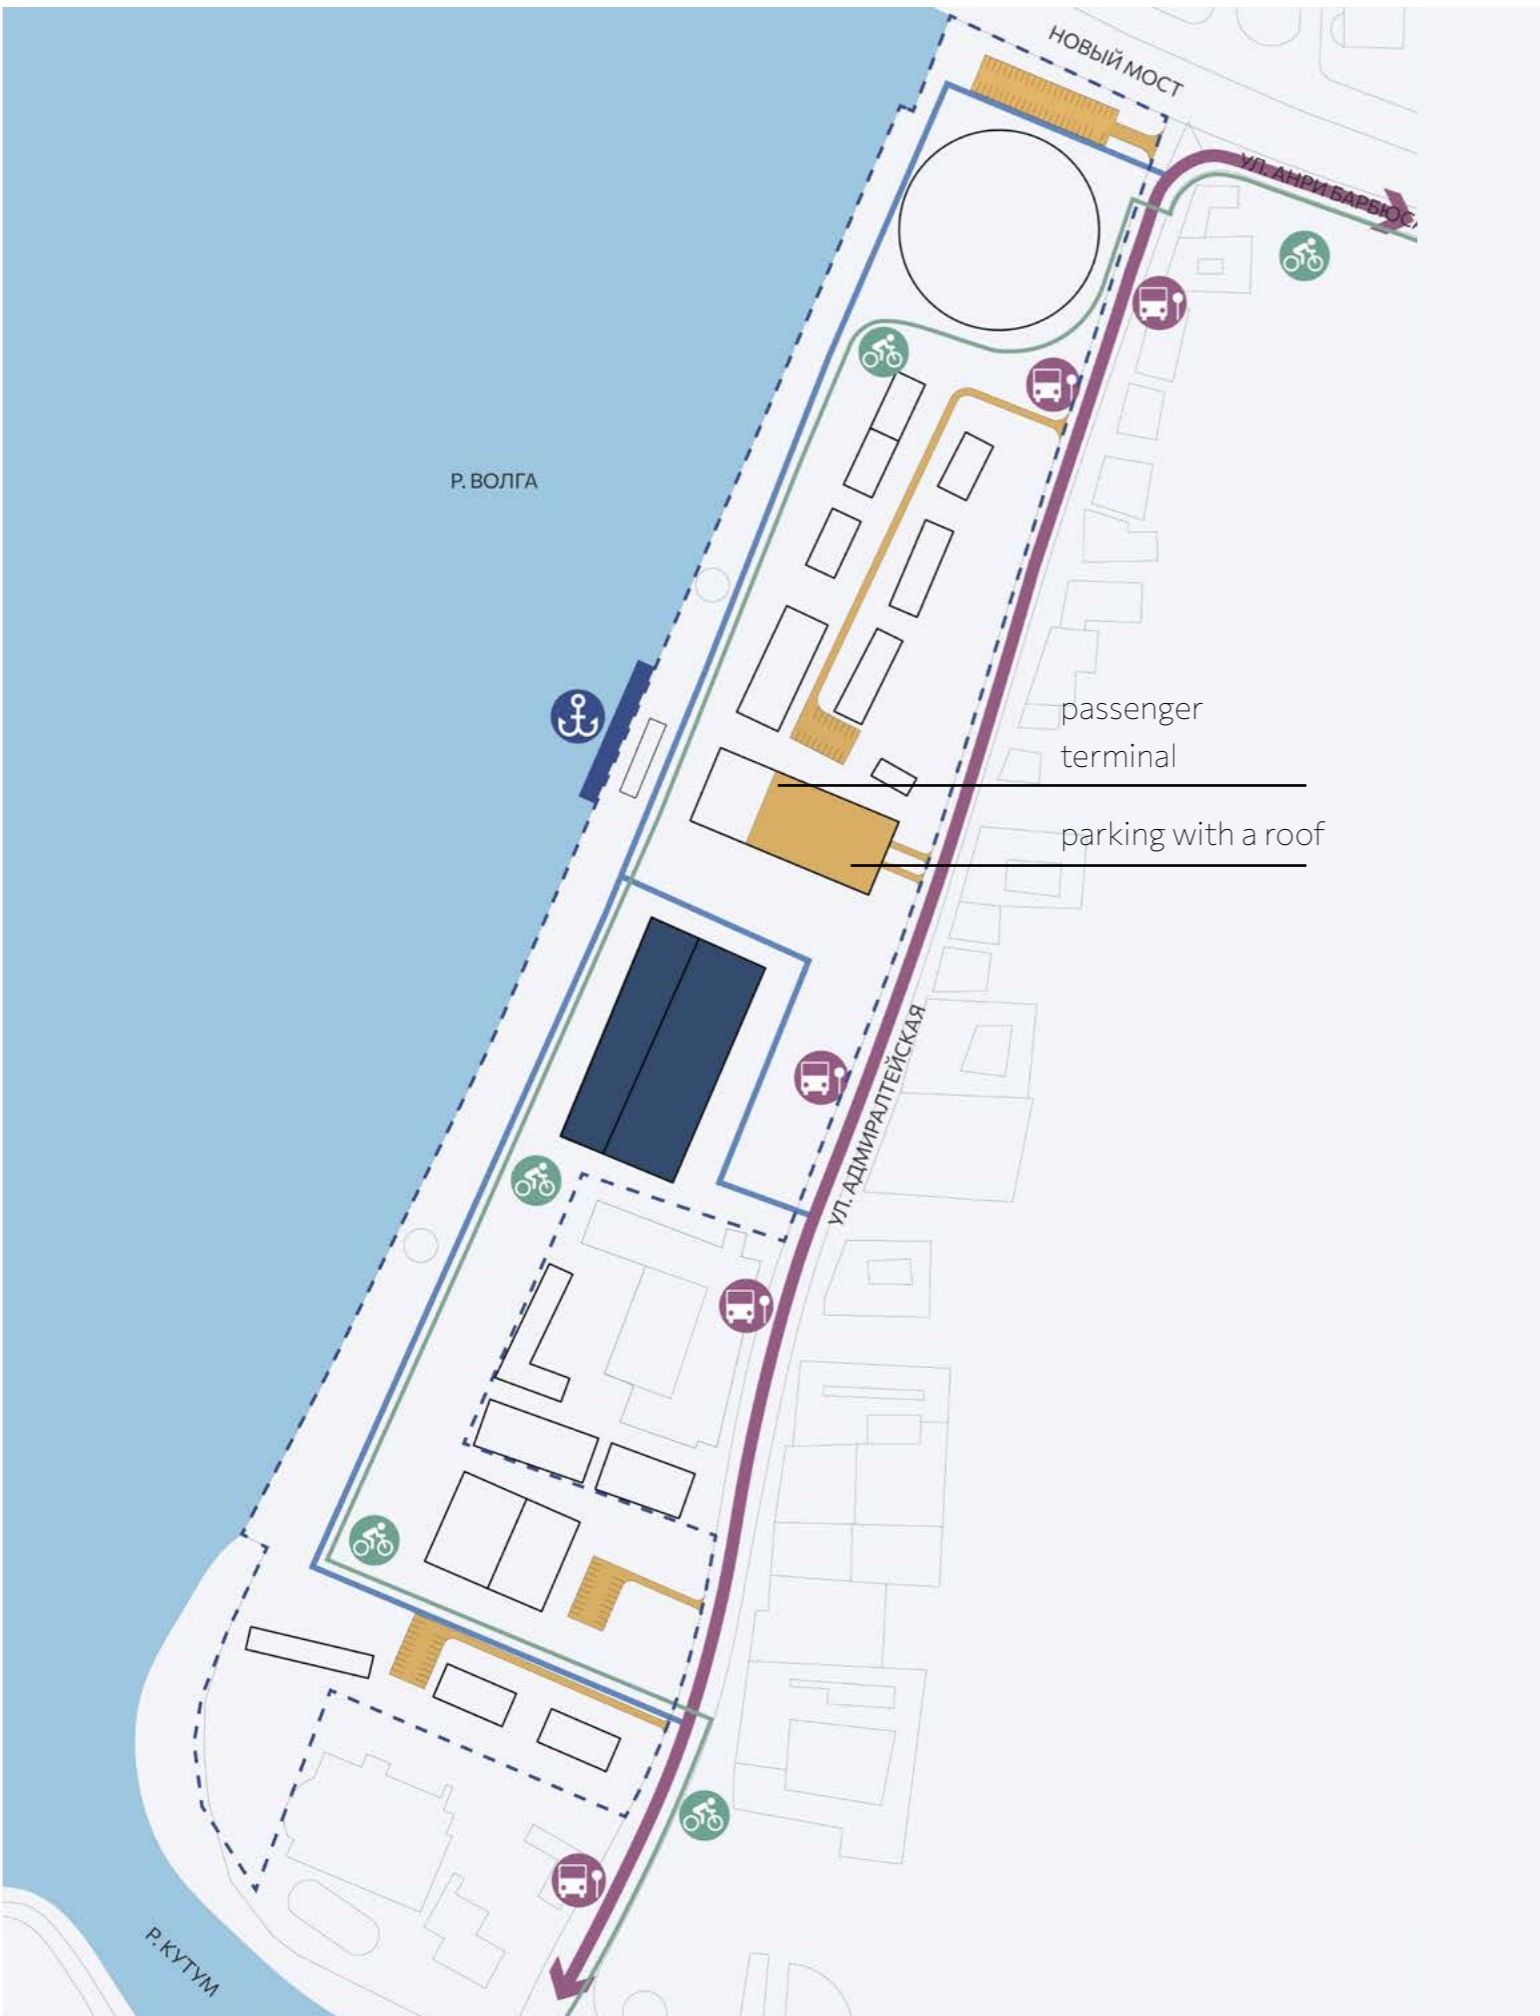 НОВЫЙ МОСТ
УЛ. АНРИ БАРБЮСА
Р. ВОЛГА
passenger
terminal
parking with a roof
УЛ. АДМИРАЛТЕЙСКАЯ
Р. КУТУМ